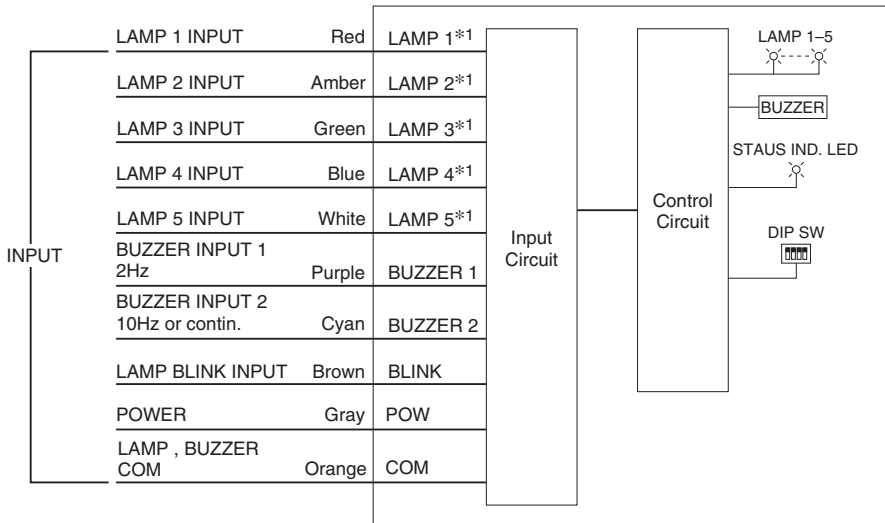 LAMP 1 INPUT Red LAMP 1*1
LAMP 2 INPUT Amber LAMP 2*1
LAMP 3 INPUT Green LAMP 3*1
LAMP 4 INPUT Blue LAMP 4*1
LAMP 5 INPUT White LAMP 5*1
INPUT
BUZZER INPUT 1
2Hz Purple BUZZER 1
BUZZER INPUT 2
10Hz or contin. Cyan BUZZER 2
LAMP BLINK INPUT Brown BLINK
POWER Gray POW
LAMP , BUZZER
COM Orange COM
Input
Circuit
Control
Circuit
LAMP 1–5
BUZZER
STAUS IND. LED
DIP SW